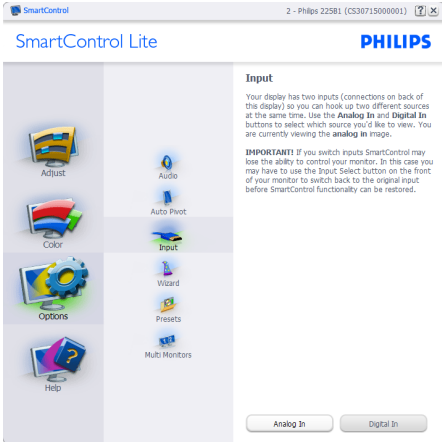 SmartControl
2 - Philips 225B1 (CS30715000001)
SmartControl Lite
PHILIPS
Adjust
Color
Options
Help
Audio
Auto Pivot
Input
Wizard
Presets
Multi Monitors
Input
Your display has two inputs (connections on back of
this display) so you can hook up two different sources
at the same time. Use the Analog In and Digital In
buttons to select which source you'd like to view. You
are currently viewing the analog in image.
IMPORTANT! If you switch inputs SmartControl may
lose the ability to control your monitor. In this case you
may have to use the Input Select button on the front
of your monitor to switch back to the original input
before SmartControl functionality can be restored.
Analog In
Digital In